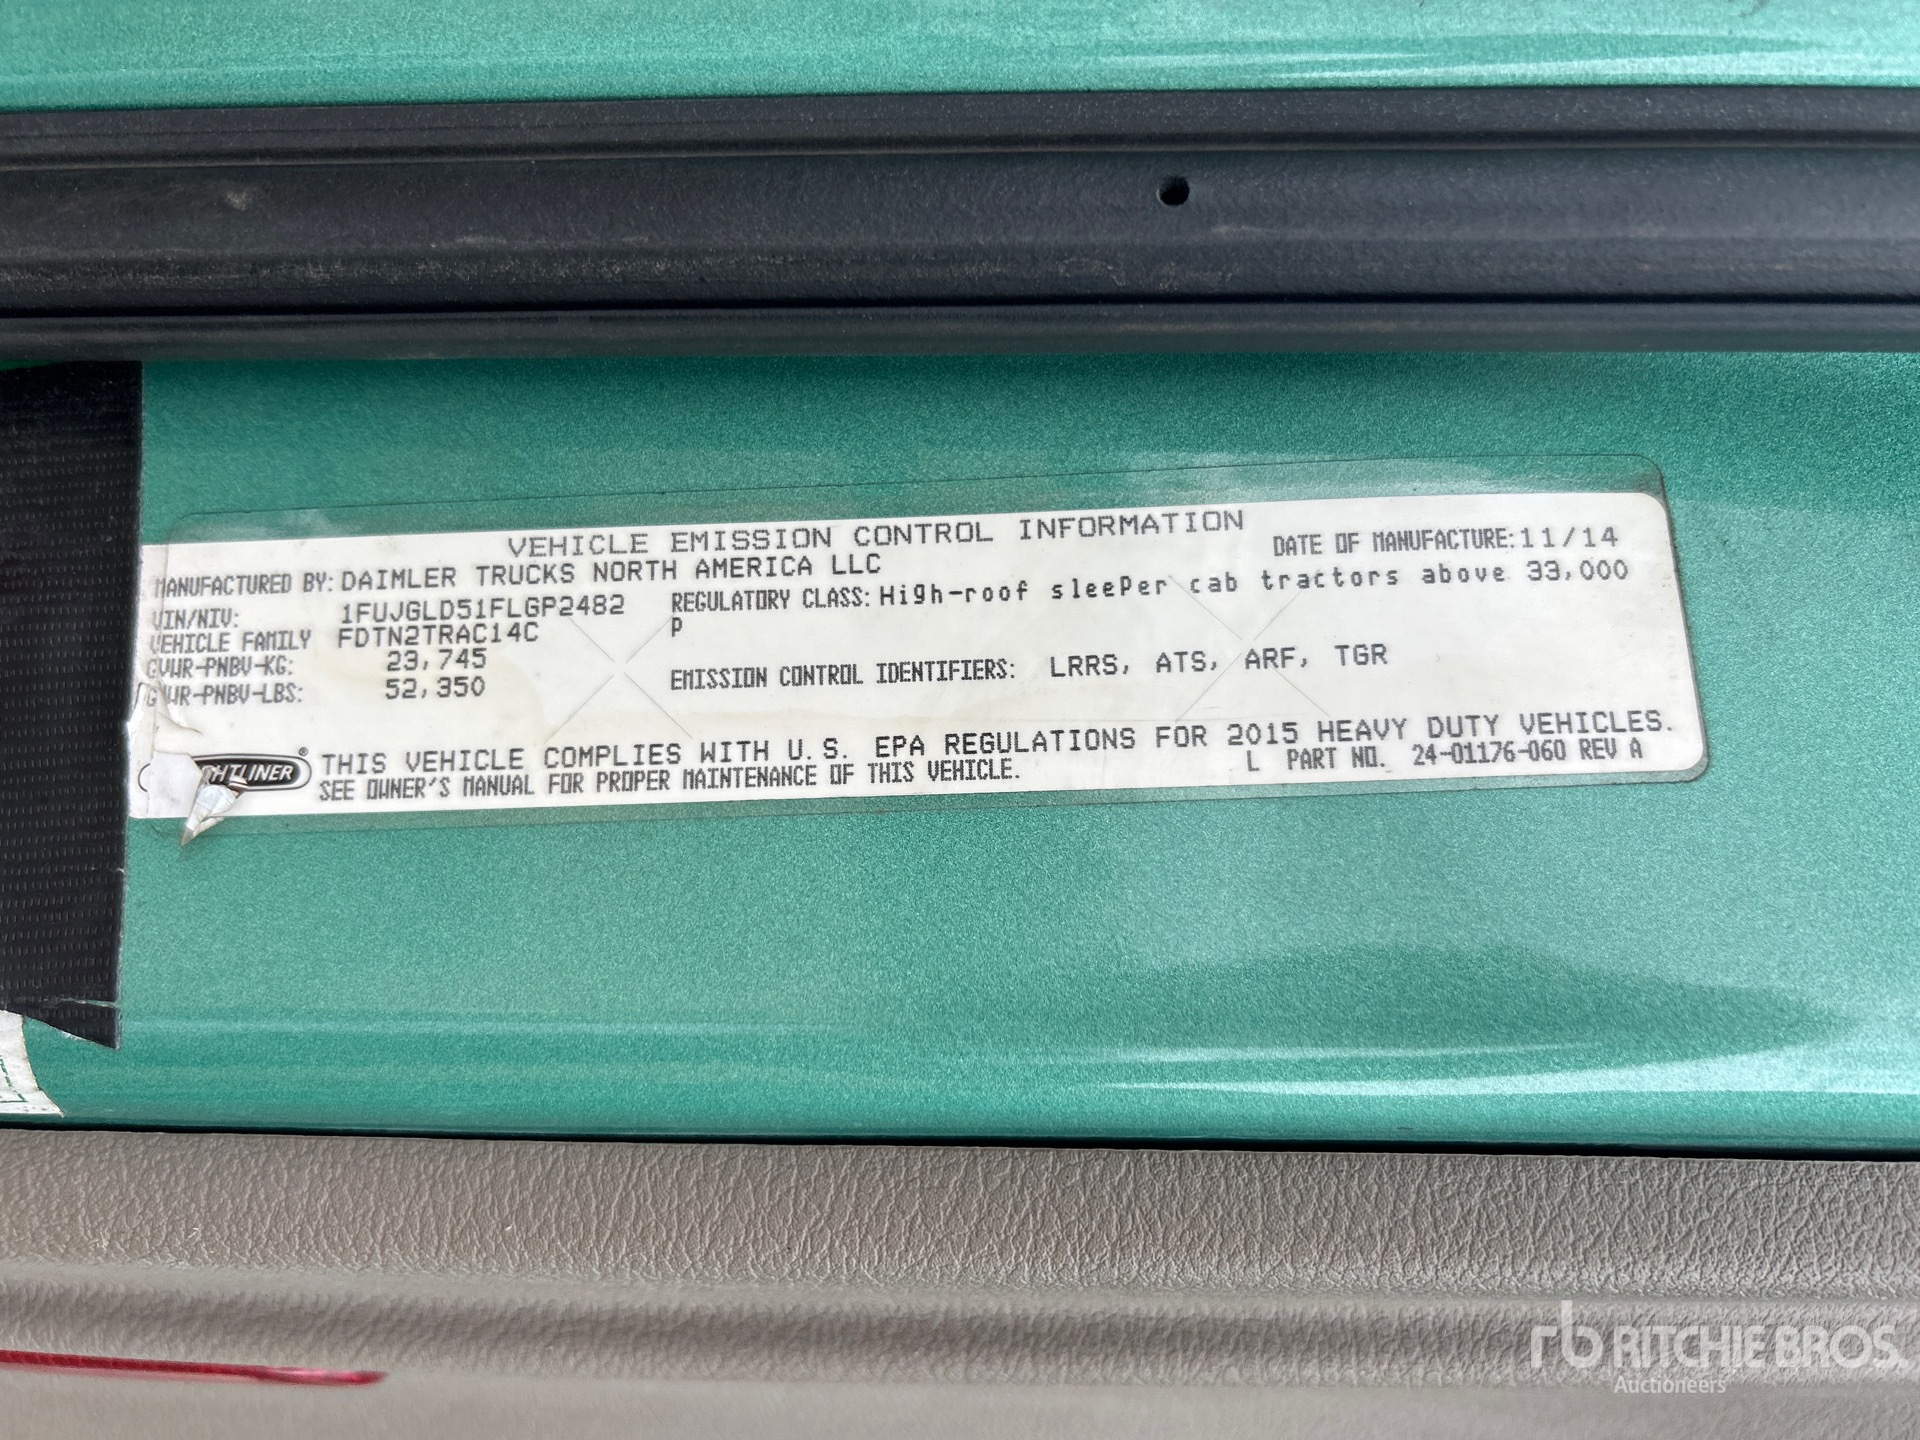 VEHICLE EMISSION CONTROL INFORMATION
MANUFACTURED BY: DAIMLER TRUCKS NORTH AMERICA LLC
DATE OF MANUFACTURE: 11/14
VIN/NIV: 1FUJGLD51FLGP2482
REGULATORY CLASS: High-roof sleePer cab tractors above 33,000
P
VEHICLE FAMILY FDTN2TRAC14C
GVWR-PNBV-KG: 23,745
GVWR-PNBV-LBS: 52,350
EMISSION CONTROL IDENTIFIERS: LRRS, ATS, ARF, TGR
HTLINER® THIS VEHICLE COMPLIES WITH U.S. EPA REGULATIONS FOR 2015 HEAVY DUTY VEHICLES.
SEE OWNER'S MANUAL FOR PROPER MAINTENANCE OF THIS VEHICLE.
L PART NO. 24-01176-060 REV A
rb RITCHIE BROS.
Auctioneers